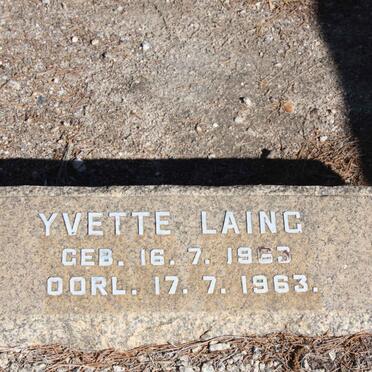 YVETTE LAING
GEB. 16. 7. 1963
OORL. 17. 7. 1963.